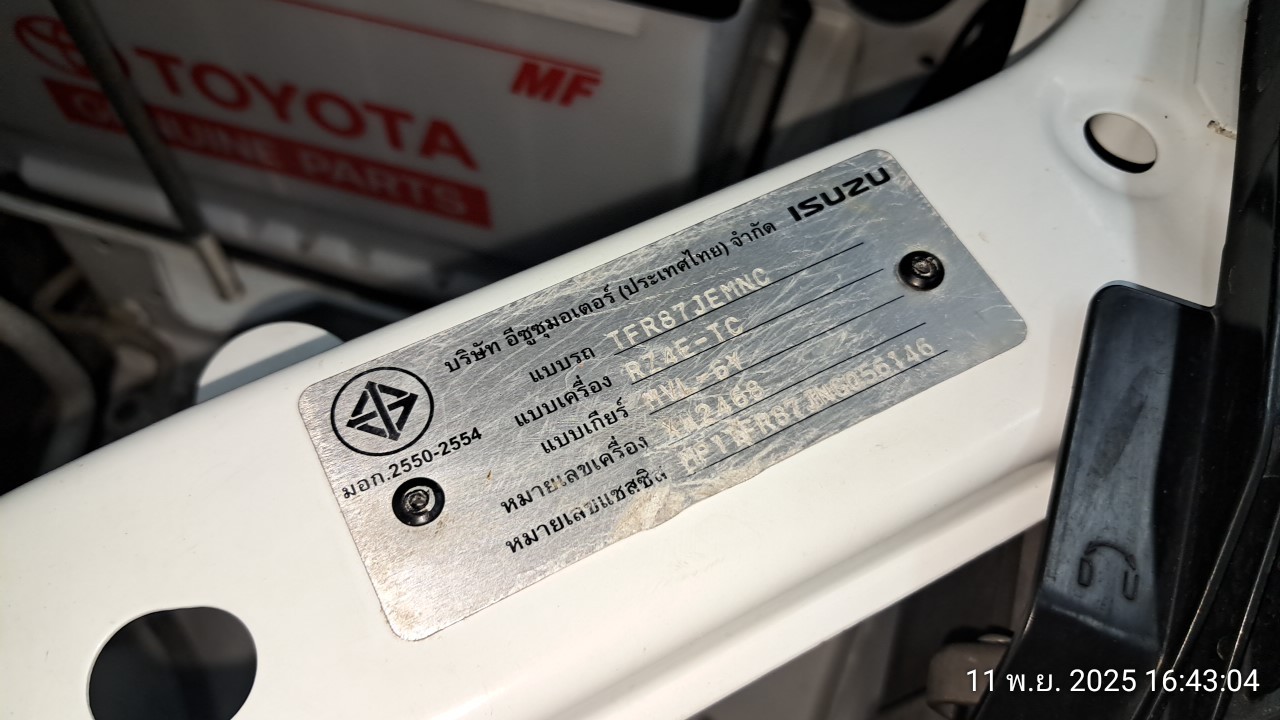 TOYOTA
GENUINE PARTS
MF
ISUZU
บริษัท อีซูซุมอเตอร์ (ประเทศไทย) จำกัด
แบบรถ TFR87JEMNC
แบบเครื่อง RZ4E-TC
แบบเกียร์
หมายเลขเครื่อง
หมายเลขแชสซีส์
มอก.2550-2554
11 พ.ย. 2025 16:43:04